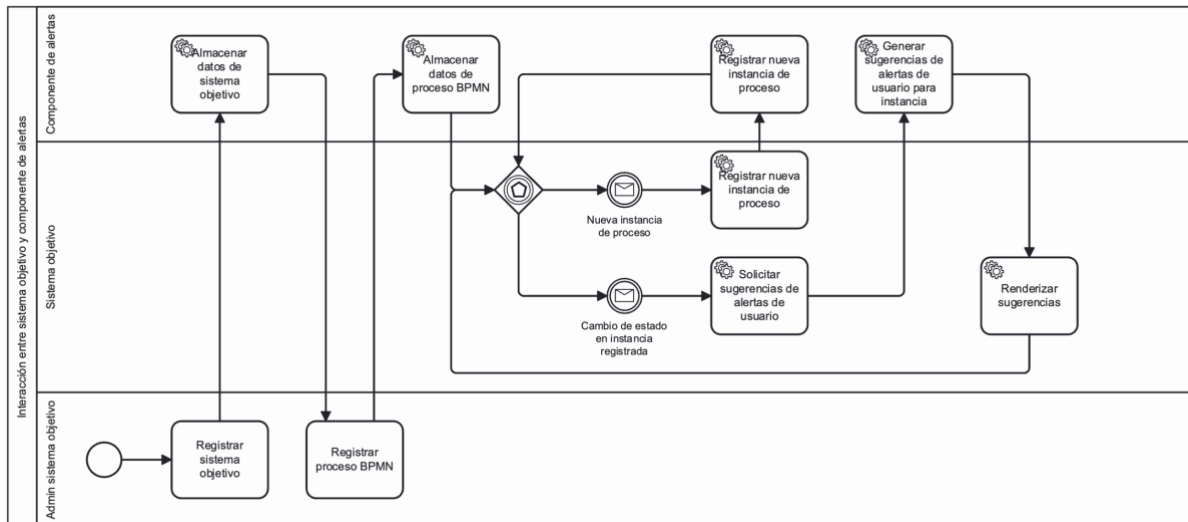 Interacción entre sistema objetivo y componente de alertas
Componente de alertas
Almacenar
datos de
sistema
objetivo
Almacenar
datos de
proceso BPMN
Registrar nueva
instancia de
proceso
Generar
sugerencias de
alertas de
usuario para
instancia
Sistema objetivo
Nueva instancia
de proceso
Registrar nueva
instancia de
proceso
Cambio de estado
en instancia
registrada
Solicitar
sugerencias de
alertas de
usuario
Renderizar
sugerencias
Admin sistema objetivo
Registrar
sistema
objetivo
Registrar
proceso BPMN